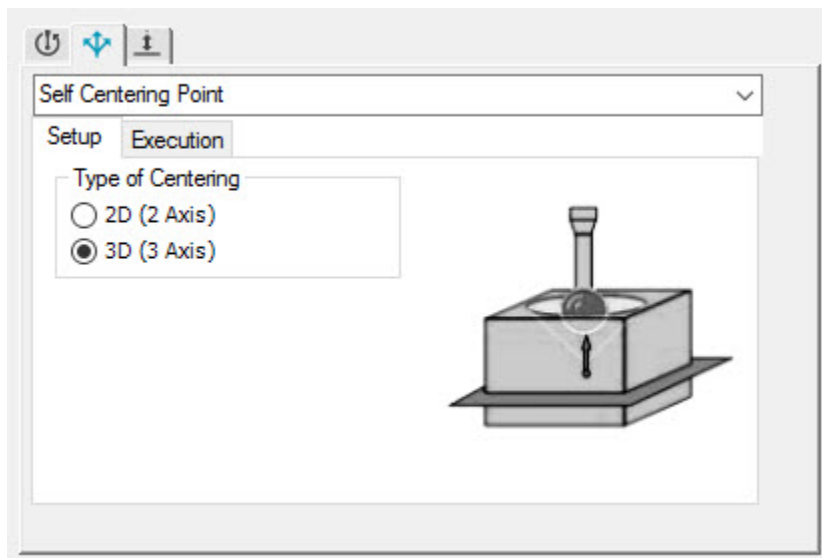 Self Centering Point
Setup Execution
Type of Centering
2D (2 Axis)
3D (3 Axis)